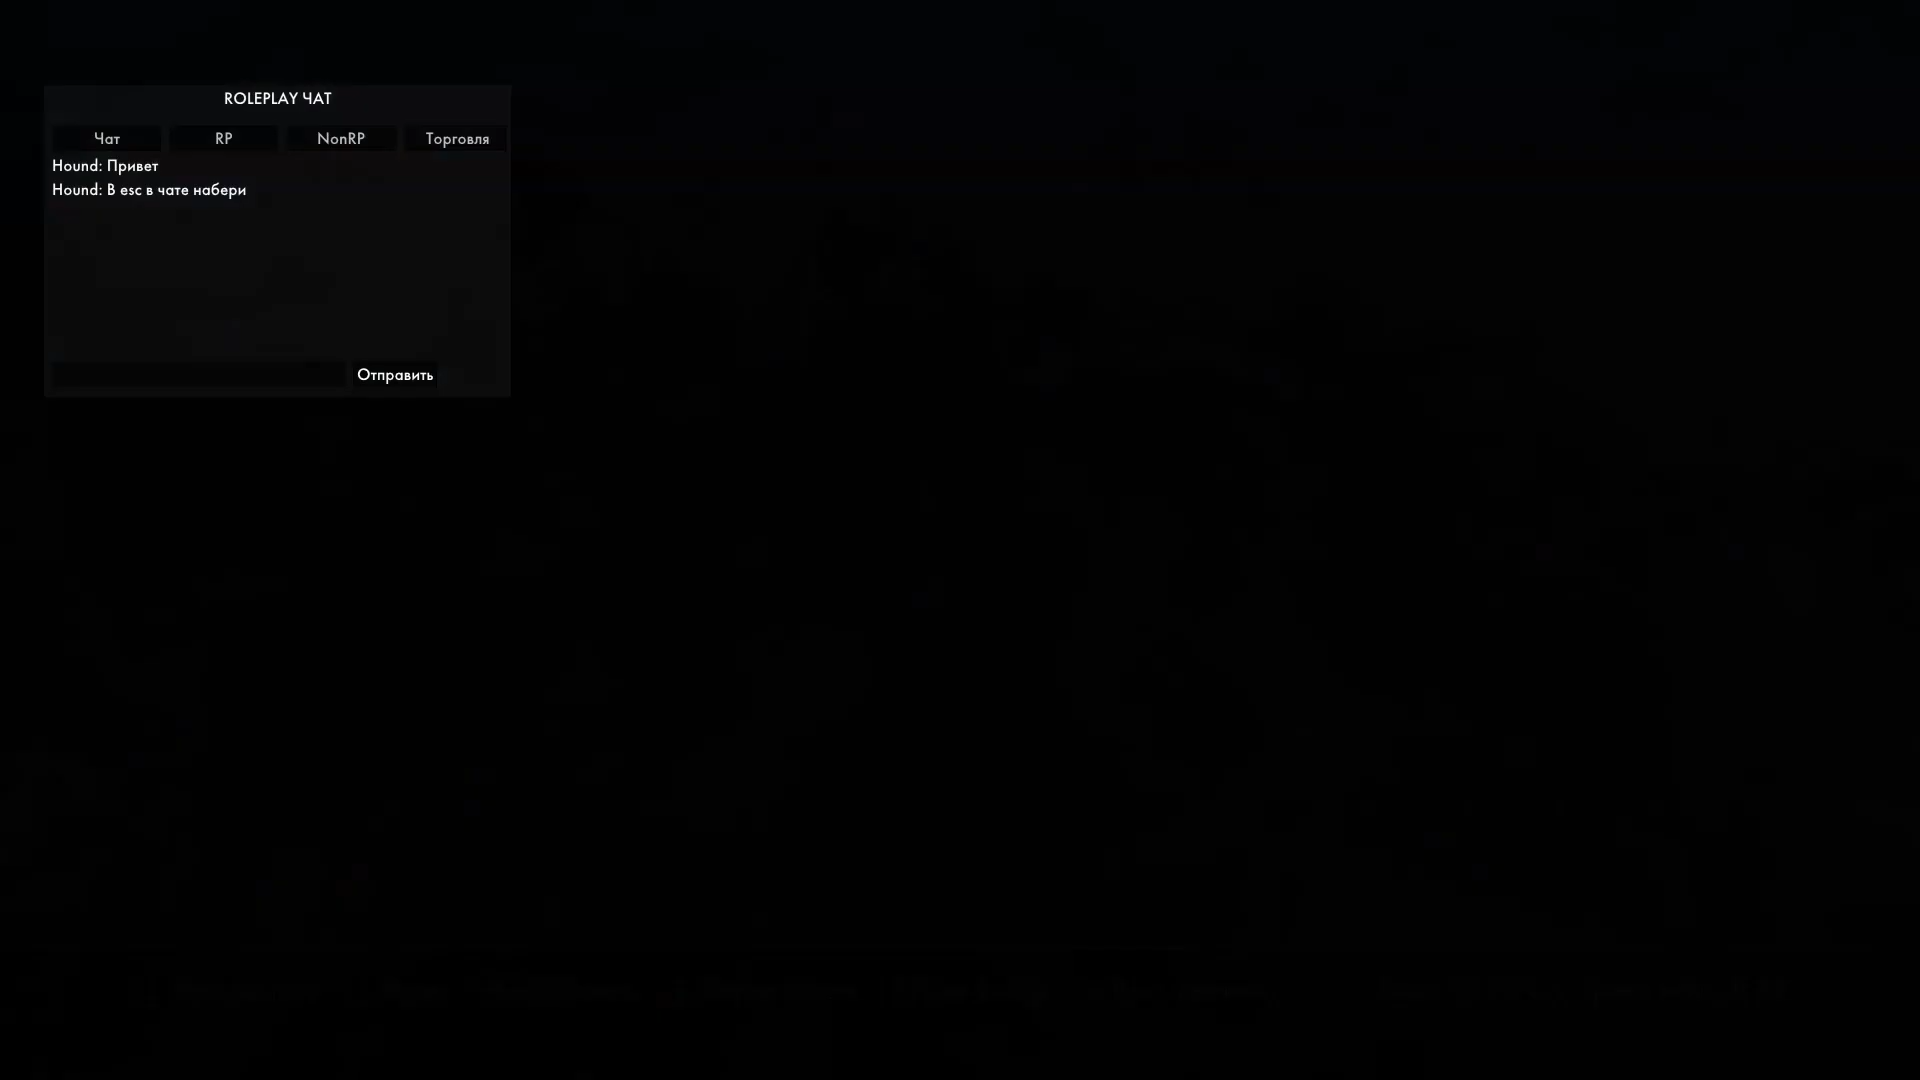 ROLEPLAY ЧАТ
Чат RP NonRP Торговля
Hound: Привет
Hound: В esc в чате набери
Отправить